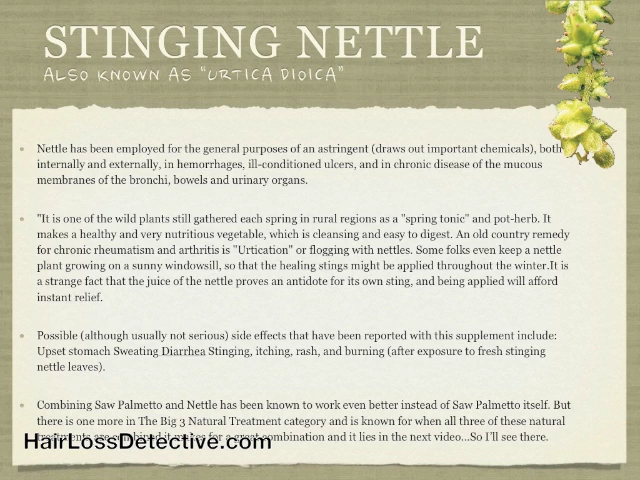 STINGING NETTLE
ALSO KNOWN AS "URTICA DIOICA"
Nettle has been employed for the general purposes of an astringent (draws out important chemicals), both
internally and externally, in hemorrhages, ill-conditioned ulcers, and in chronic disease of the mucous
membranes of the bronchi, bowels and urinary organs.
"It is one of the wild plants still gathered each spring in rural regions as a "spring tonic" and pot-herb. It
makes a healthy and very nutritious vegetable, which is cleansing and easy to digest. An old country remedy
for chronic rheumatism and arthritis is "Urtication" or flogging with nettles. Some folks even keep a nettle
plant growing on a sunny windowsill, so that the healing stings might be applied throughout the winter.It is
a strange fact that the juice of the nettle proves an antidote for its own sting, and being applied will afford
instant relief.
Possible (although usually not serious) side effects that have been reported with this supplement include:
Upset stomach Sweating Diarrhea Stinging, itching, rash, and burning (after exposure to fresh stinging
nettle leaves).
Combining Saw Palmetto and Nettle has been known to work even better instead of Saw Palmetto itself. But
there is one more in The Big 3 Natural Treatment category and is known for when all three of these natural
treatments are combined it makes for a great combination and it lies in the next video...So I'll see there.
HairLossDetective.com